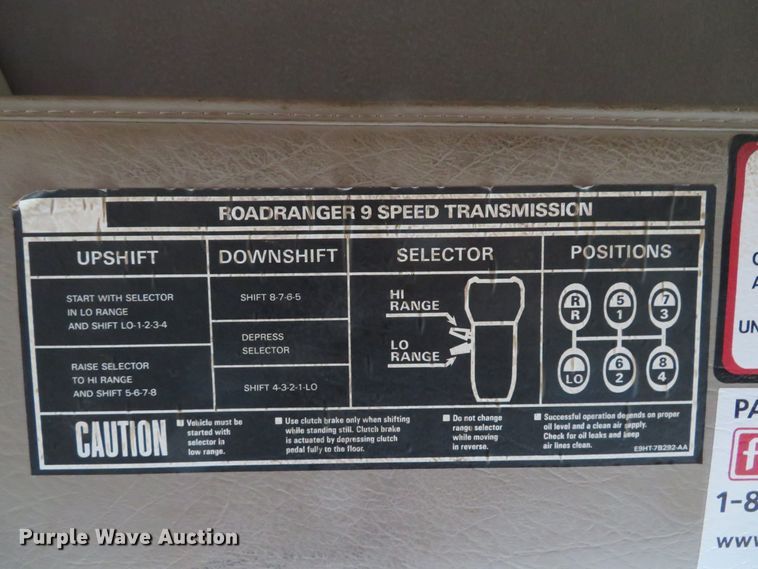 ROADRANGER 9 SPEED TRANSMISSION
UPSHIFT
START WITH SELECTOR
IN LO RANGE
AND SHIFT LO-1-2-3-4
RAISE SELECTOR
TO HI RANGE
AND SHIFT 5-6-7-8
DOWNSHIFT
SHIFT 8-7-6-5
DEPRESS
SELECTOR
SHIFT 4-3-2-1-LO
SELECTOR
HI
RANGE
LO
RANGE
POSITIONS
R 5 7
R 1 3
6 8
LO 2 4
CAUTION
Vehicle must be
started with
selector in
low range.
Use clutch brake only when shifting
while standing still. Clutch brake
is actuated by depressing clutch
pedal fully to the floor.
Do not change
range selector
while moving
in reverse.
Successful operation depends on proper
oil level and a clean air supply.
Check for oil leaks and keep
air lines clean.
E9HT-7B292-AA
UN
PA
f
1-8
www
Purple Wave Auction